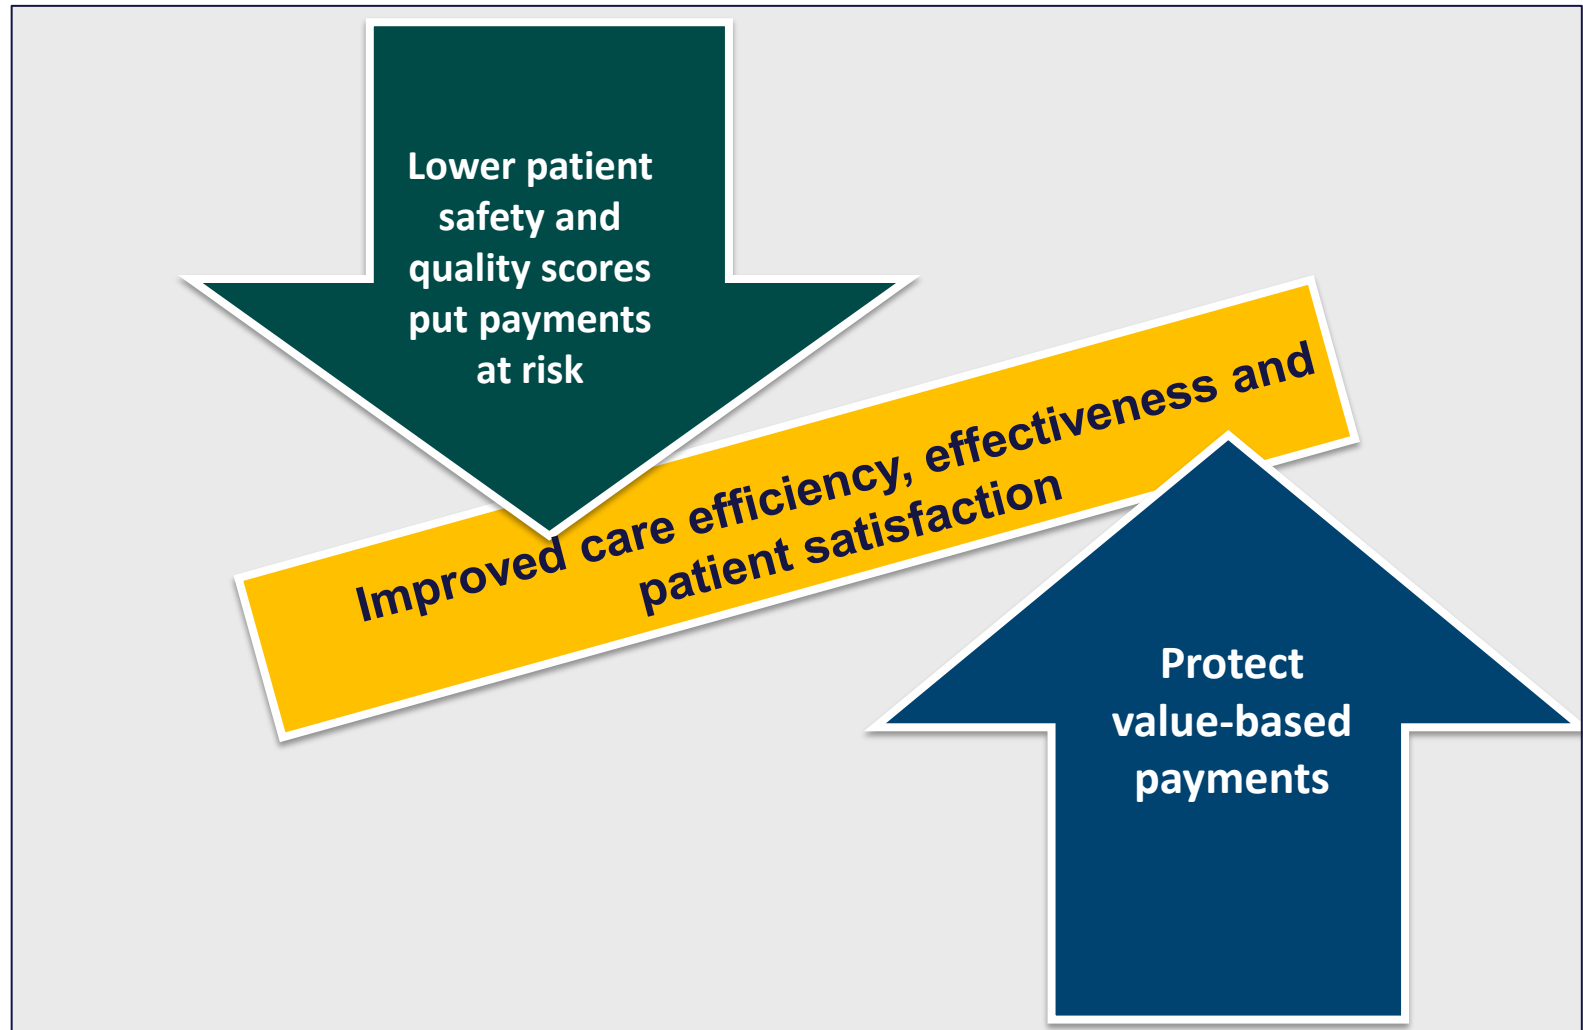 Lower patient
safety and
quality scores
put payments
at risk
Improved care efficiency, effectiveness and
patient satisfaction
Protect
value-based
payments